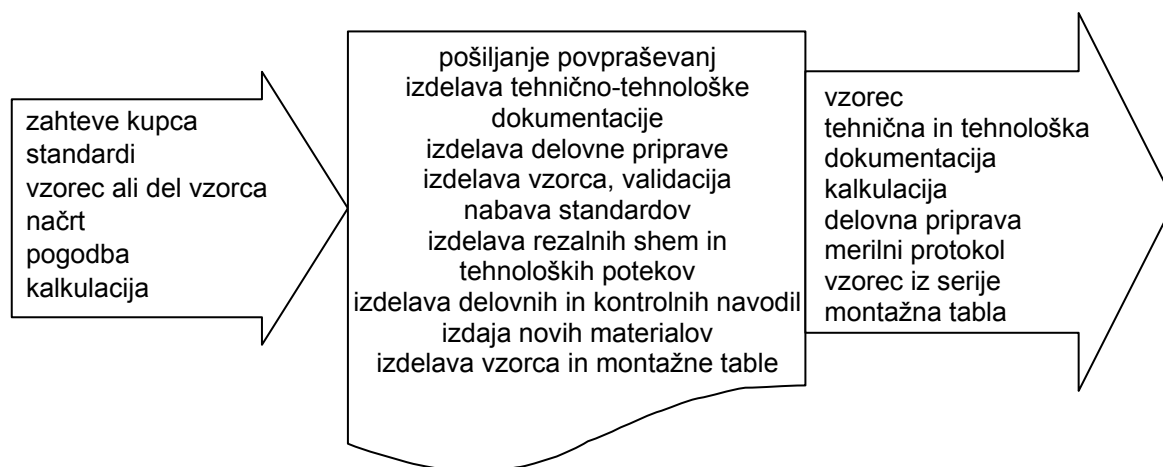 zahteve kupca
standardi
vzorec ali del vzorca
načrt
pogodba
kalkulacija
pošiljanje povpraševanj
izdelava tehnično-tehnološke
dokumentacije
izdelava delovne priprave
izdelava vzorca, validacija
nabava standardov
izdelava rezalnih shem in
tehnoloških potekov
izdelava delovnih in kontrolnih navodil
izdaja novih materialov
izdelava vzorca in montažne table
vzorec
tehnična in tehnološka
dokumentacija
kalkulacija
delovna priprava
merilni protokol
vzorec iz serije
montažna tabla